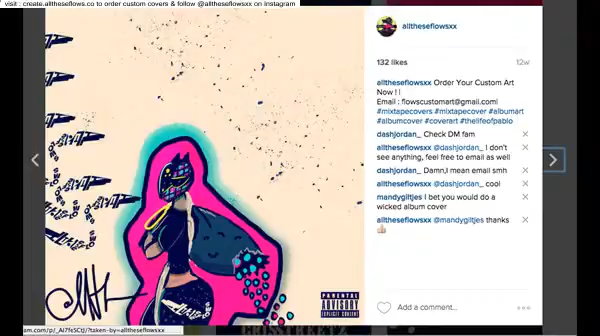 visit : create.alltheseflows.co to order custom covers & follow @alltheseflowsxx on Instagram
alltheseflowsxx
132 likes
12w
alltheseflowsxx Order Your Custom Art
Now ! |
Email : flowscustomart@gmail.com|
#mixtapecovers #mixtapecover #albumart
#albumcover #coverart #thelifeofpablo
dashjordan_ Check DM fam
alltheseflowsxx @dashjordan_ I don't
see anything, feel free to email as well
dashjordan_ Damn,I mean email smh
alltheseflowsxx @dashjordan_ cool
mandygiltjes I bet you would do a
wicked album cover
alltheseflowsxx @mandygiltjes thanks
PARENTAL
ADVISORY
EXPLICIT CONTENT
Add a comment...